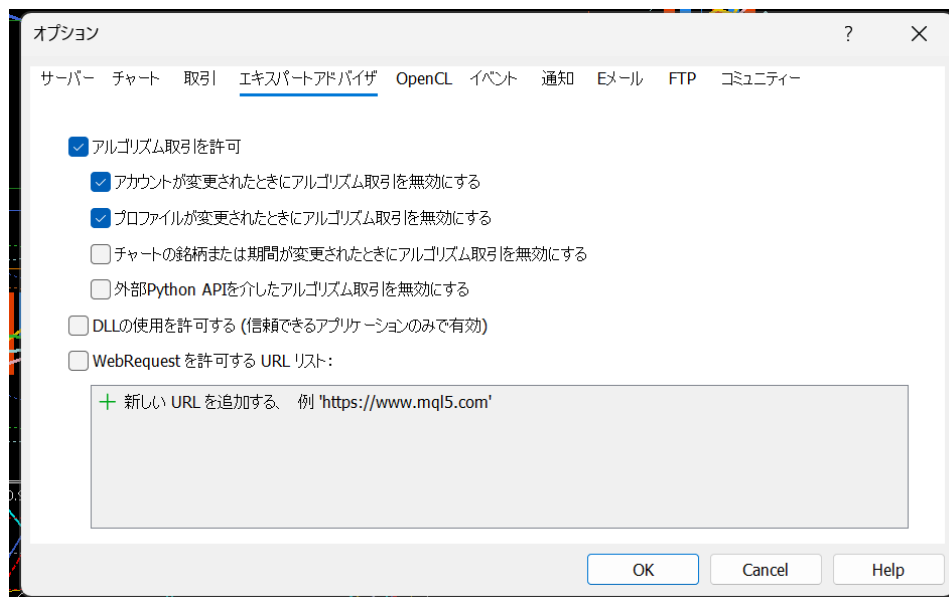 オプション
サーバー チャート 取引 エキスパートアドバイザ OpenCL イベント 通知 Eメール FTP コミュニティー
アルゴリズム取引を許可
アカウントが変更されたときにアルゴリズム取引を無効にする
プロファイルが変更されたときにアルゴリズム取引を無効にする
チャートの銘柄または期間が変更されたときにアルゴリズム取引を無効にする
外部Python APIを介したアルゴリズム取引を無効にする
DLLの使用を許可する (信頼できるアプリケーションのみで有効)
WebRequest を許可する URL リスト:
新しい URL を追加する、 例 'https://www.mql5.com'
OK Cancel Help